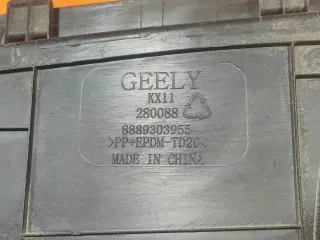 GEELY
KX11
280088
8889303955
>PP+EPDM-TD20<
MADE IN CHINA